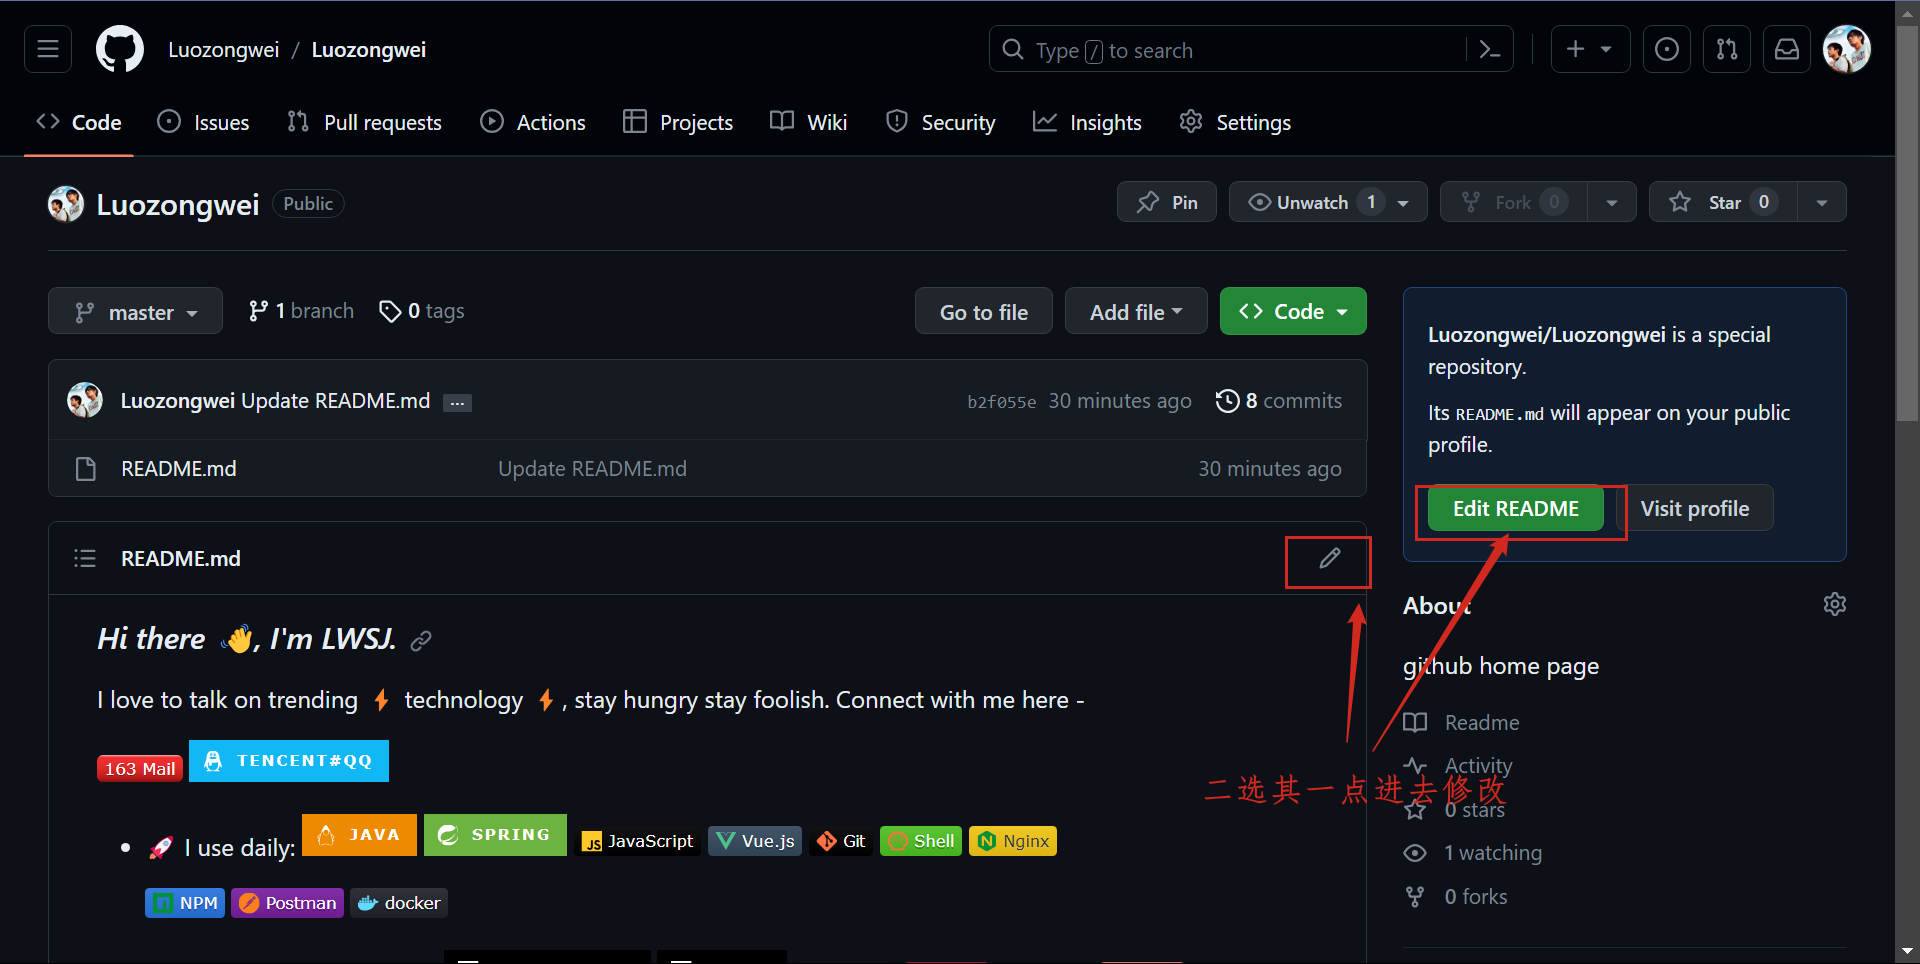 Luozongwei / Luozongwei
Type / to search
Code Issues Pull requests Actions Projects Wiki Security Insights Settings
Luozongwei Public
Pin Unwatch 1 Fork 0 Star 0
master 1 branch 0 tags Go to file Add file Code
Luozongwei Update README.md ... b2f055e 30 minutes ago 8 commits
README.md Update README.md 30 minutes ago
README.md
Hi there 👋, I'm LWSJ.
I love to talk on trending ⚡ technology ⚡, stay hungry stay foolish. Connect with me here -
163 Mail TENCENT#QQ
• 🚀 I use daily: JAVA SPRING JS JavaScript Vue.js Git Shell Nginx
NPM Postman docker
Luozongwei/Luozongwei is a special
repository.
Its README.md will appear on your public
profile.
Edit README Visit profile
About
github home page
Readme
Activity
二选其一点进去修改
0 stars
1 watching
0 forks